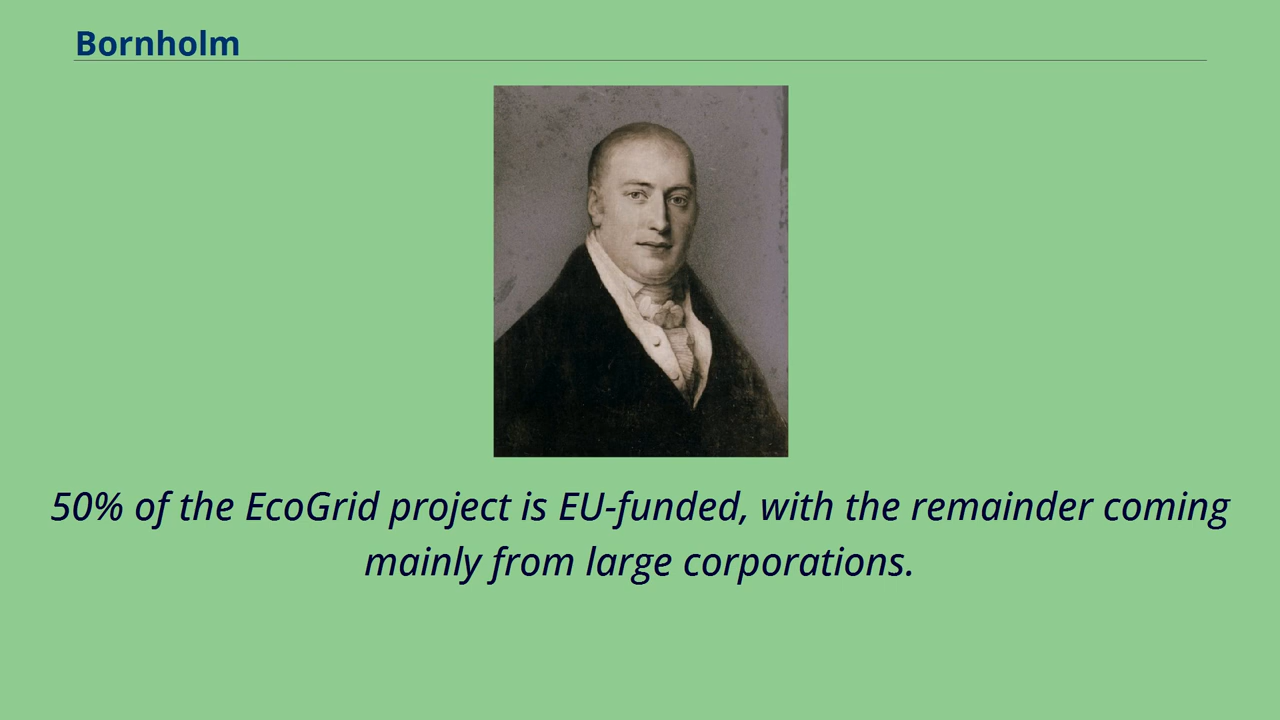 Bornholm
50% of the EcoGrid project is EU-funded, with the remainder coming
mainly from large corporations.